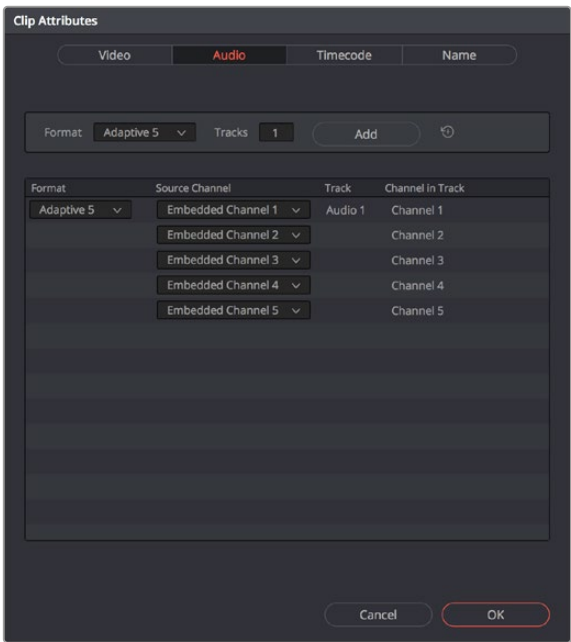 Clip Attributes
Video Audio Timecode Name
Format Adaptive 5 Tracks 1 Add
Format Source Channel Track Channel in Track
Adaptive 5 Embedded Channel 1 Audio 1 Channel 1
Embedded Channel 2 Channel 2
Embedded Channel 3 Channel 3
Embedded Channel 4 Channel 4
Embedded Channel 5 Channel 5
Cancel OK